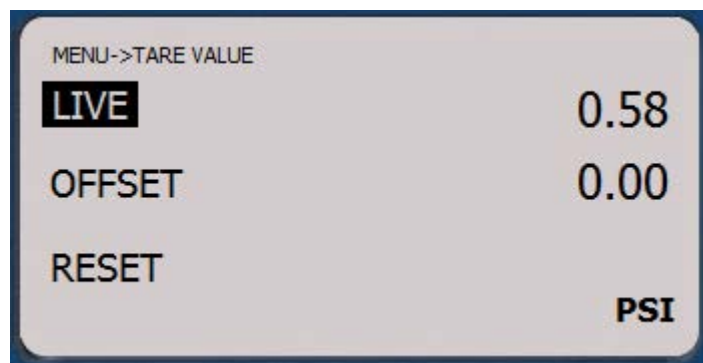 MENU->TARE VALUE
LIVE 0.58
OFFSET 0.00
RESET
PSI